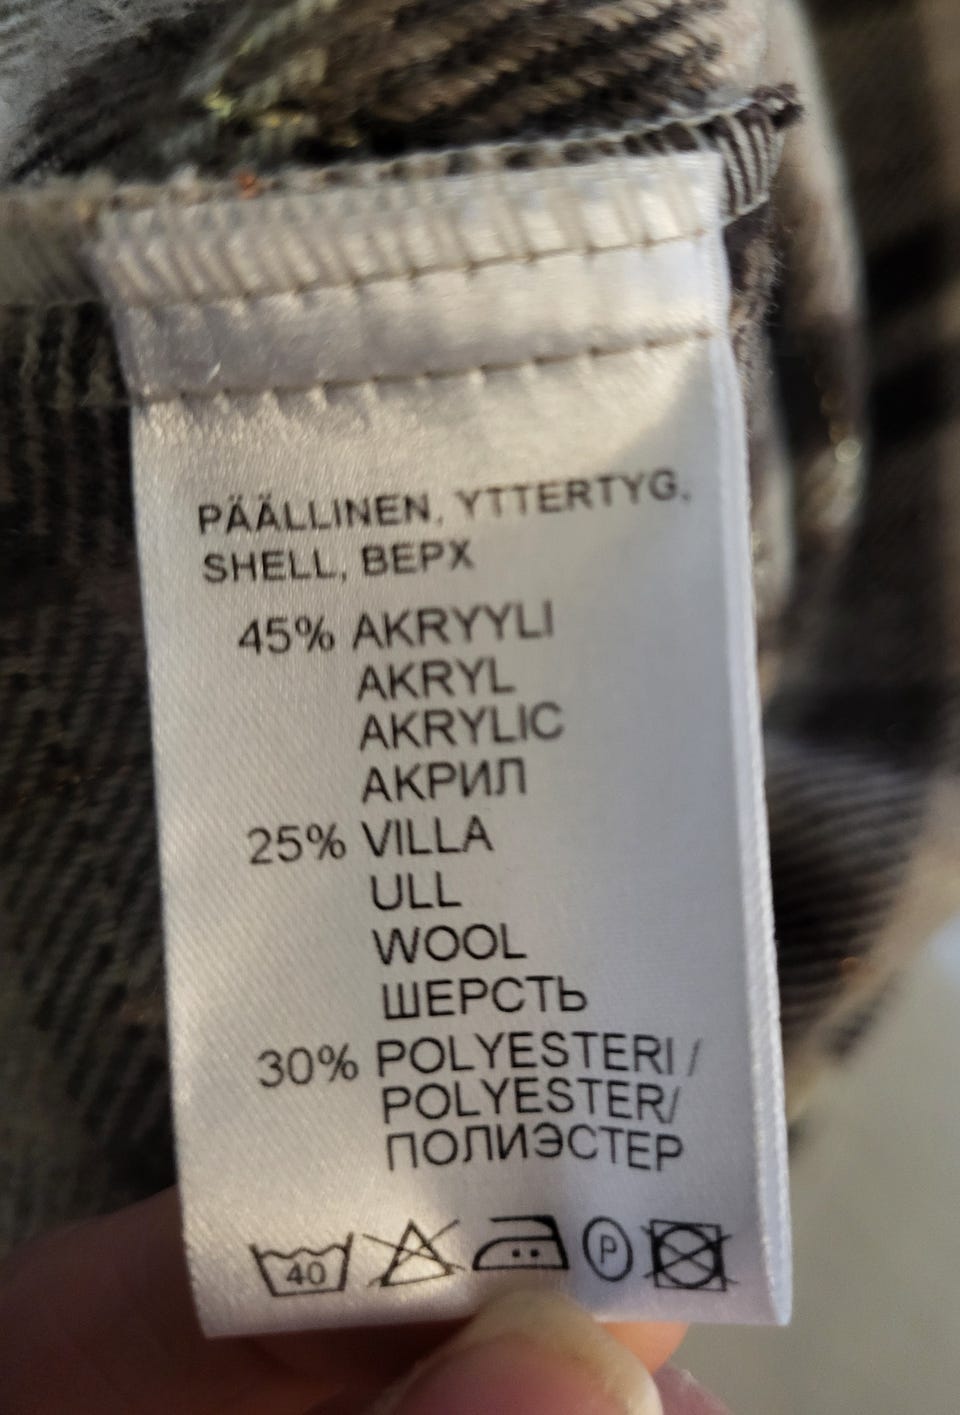 PÄÄLLINEN, YTTERTYG,
SHELL, ВЕРХ
45% AKRYYLI
AKRYL
AKRYLIC
АКРИЛ
25% VILLA
ULL
WOOL
ШЕРСТЬ
30% POLYESTERI /
POLYESTER/
ПОЛИЭСТЕР
40 P